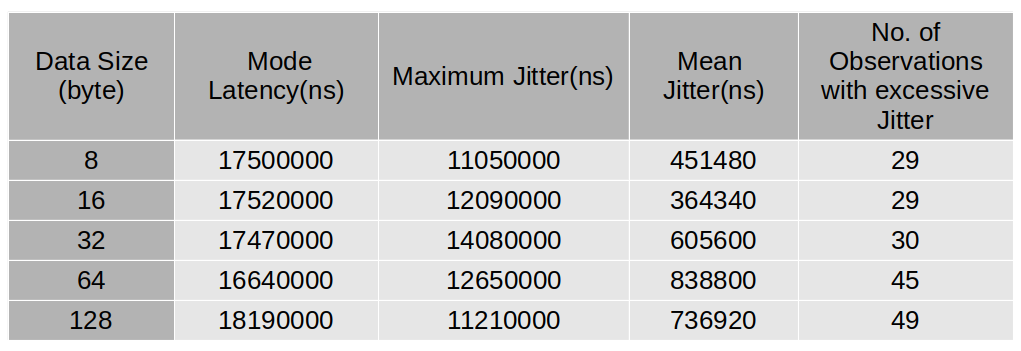 Data Size
(byte)
Mode
Latency(ns)
Maximum Jitter(ns)
Mean
Jitter(ns)
No. of
Observations
with excessive
Jitter
8 17500000 11050000 451480 29
16 17520000 12090000 364340 29
32 17470000 14080000 605600 30
64 16640000 12650000 838800 45
128 18190000 11210000 736920 49